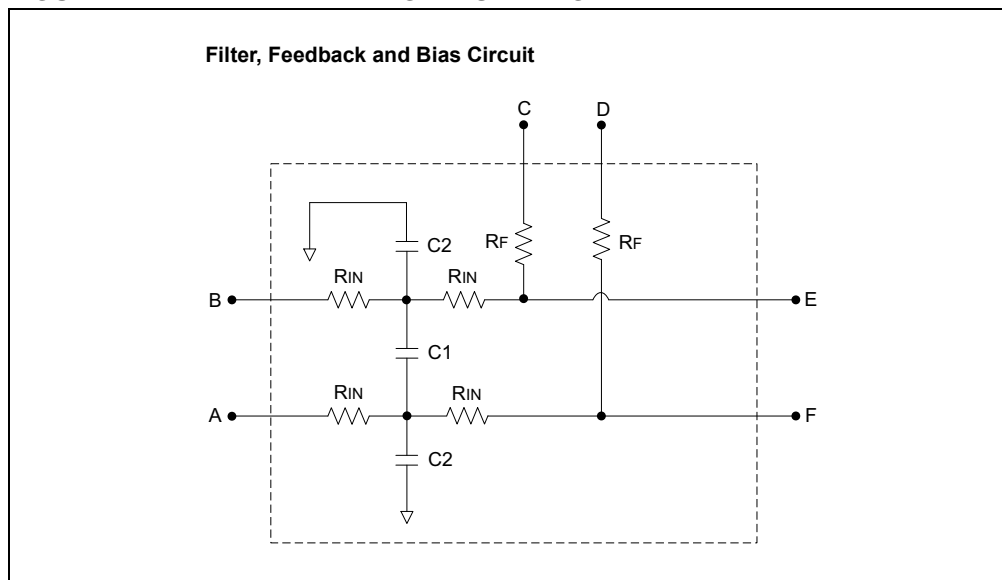 Filter, Feedback and Bias Circuit
C D
C2 RF RF
RIN RIN
B E
C1
RIN RIN
A F
C2